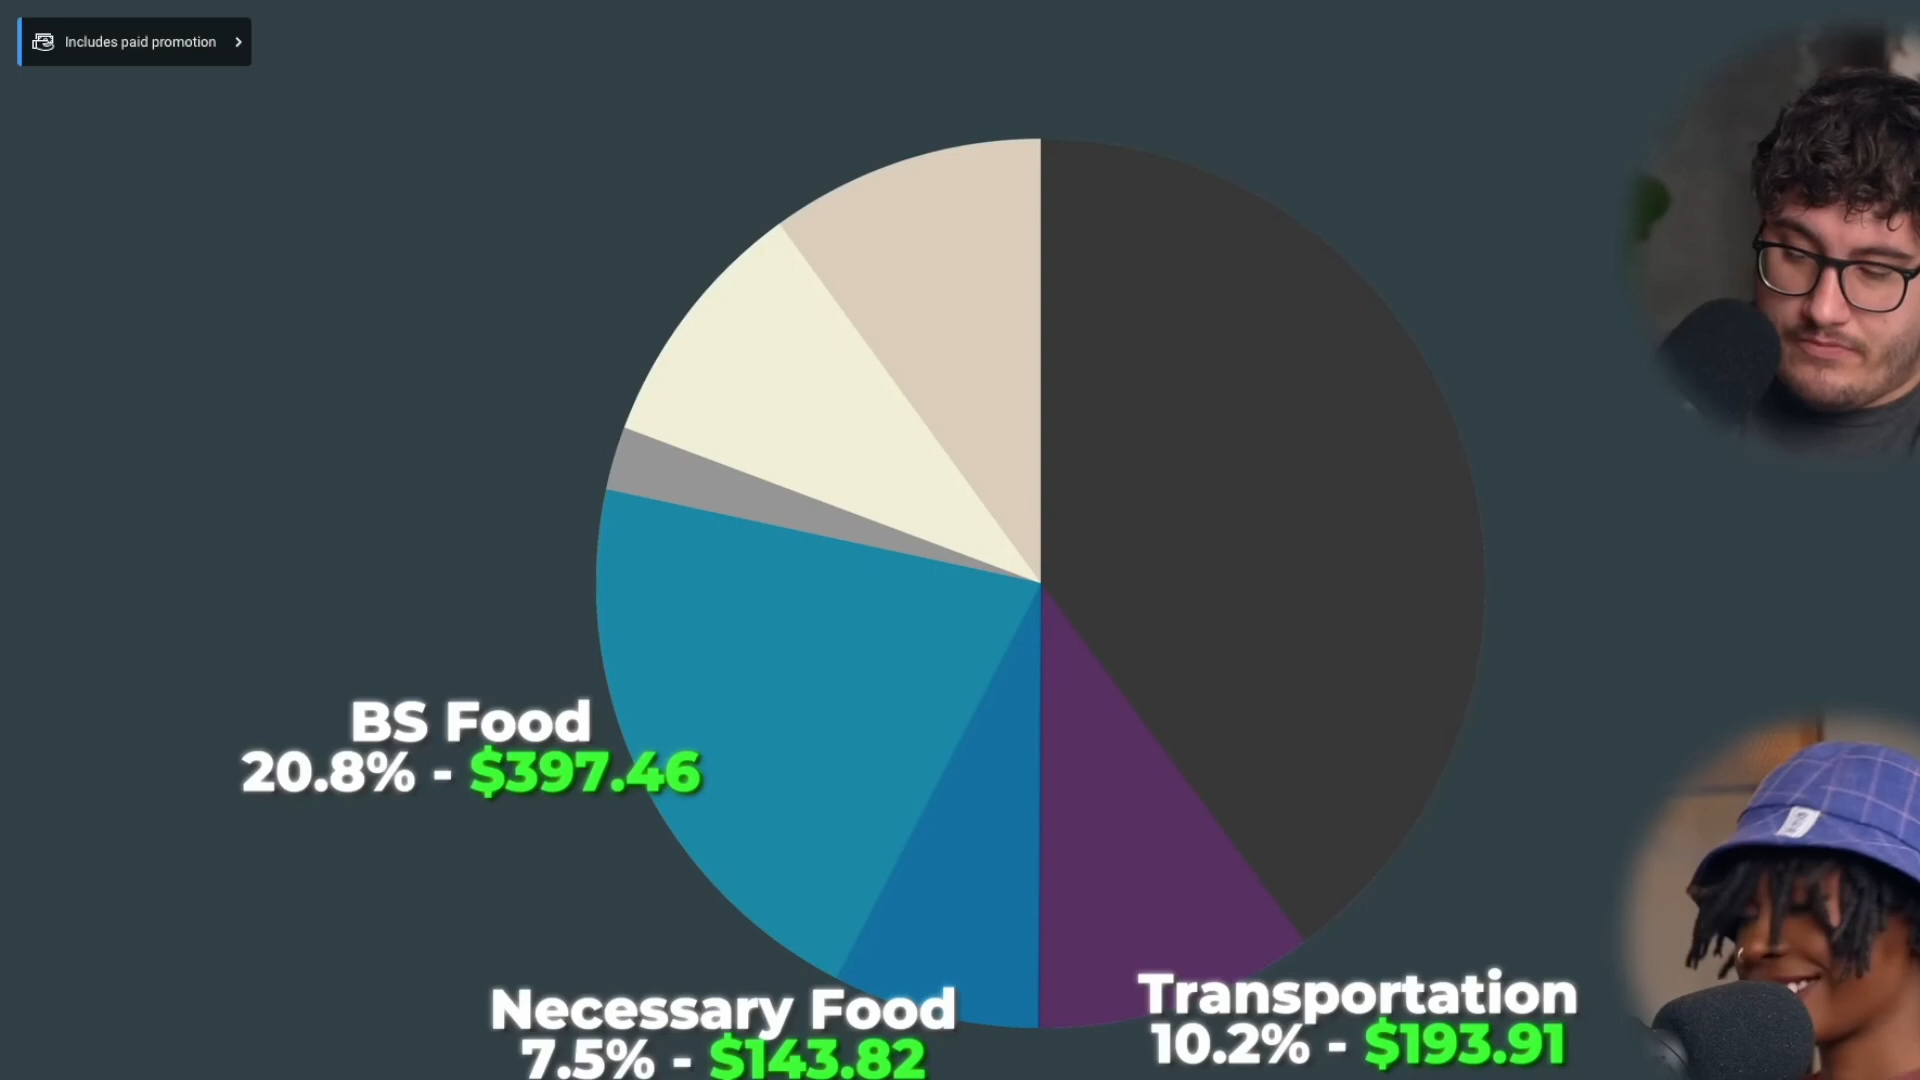 Includes paid promotion
BS Food
20.8% - $397.46
Necessary Food
7.5% - $143.82
Transportation
10.2% - $193.91